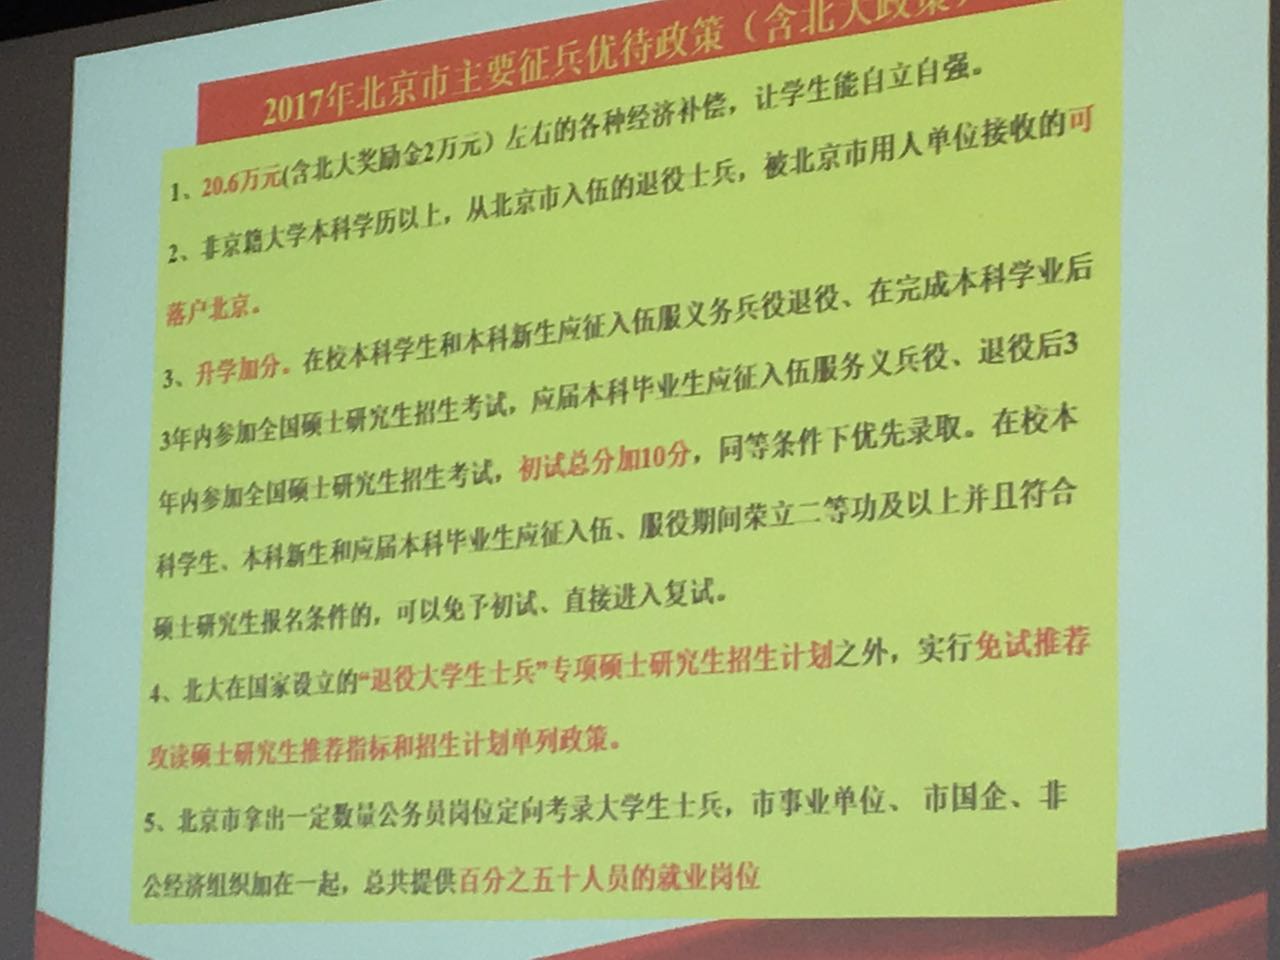 2017年北京市主要征兵优待政策（含北大政策）
1、20.6万元(含北大奖励金2万元）左右的各种经济补偿，让学生能自立自强。
2、非京籍大学本科学历以上，从北京市入伍的退役士兵，被北京市用人单位接收的可
落户北京。
3、升学加分。在校本科学生和本科新生应征入伍服义务兵役退役、在完成本科学业后
3年内参加全国硕士研究生招生考试，应届本科毕业生应征入伍服务义兵役、退役后3
年内参加全国硕士研究生招生考试，初试总分加10分，同等条件下优先录取。在校本
科学生、本科新生和应届本科毕业生应征入伍、服役期间荣立二等功及以上并且符合
硕士研究生报名条件的，可以免予初试、直接进入复试。
4、北大在国家设立的“退役大学生士兵”专项硕士研究生招生计划之外，实行免试推荐
攻读硕士研究生推荐指标和招生计划单列政策。
5、北京市拿出一定数量公务员岗位定向考录大学生士兵，市事业单位、 市国企、非
公经济组织加在一起，总共提供百分之五十人员的就业岗位